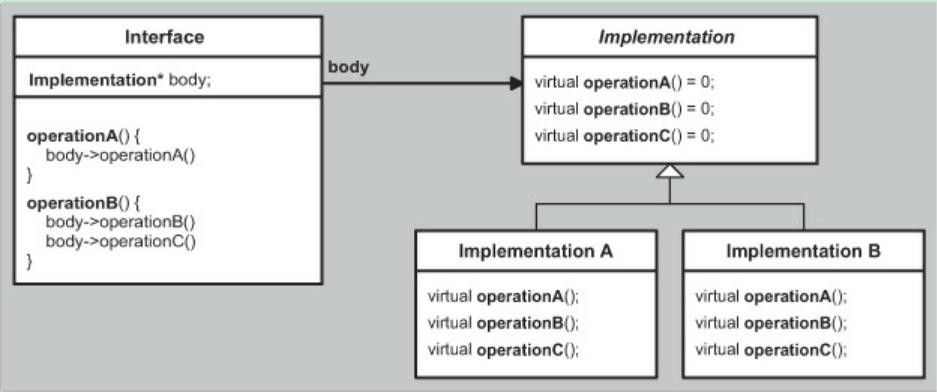 Interface
Implementation* body;
operationA() {
body->operationA()
}
operationB() {
body->operationB()
body->operationC()
}
body
Implementation
virtual operationA() = 0;
virtual operationB() = 0;
virtual operationC() = 0;
Implementation A
virtual operationA();
virtual operationB();
virtual operationC();
Implementation B
virtual operationA();
virtual operationB();
virtual operationC();